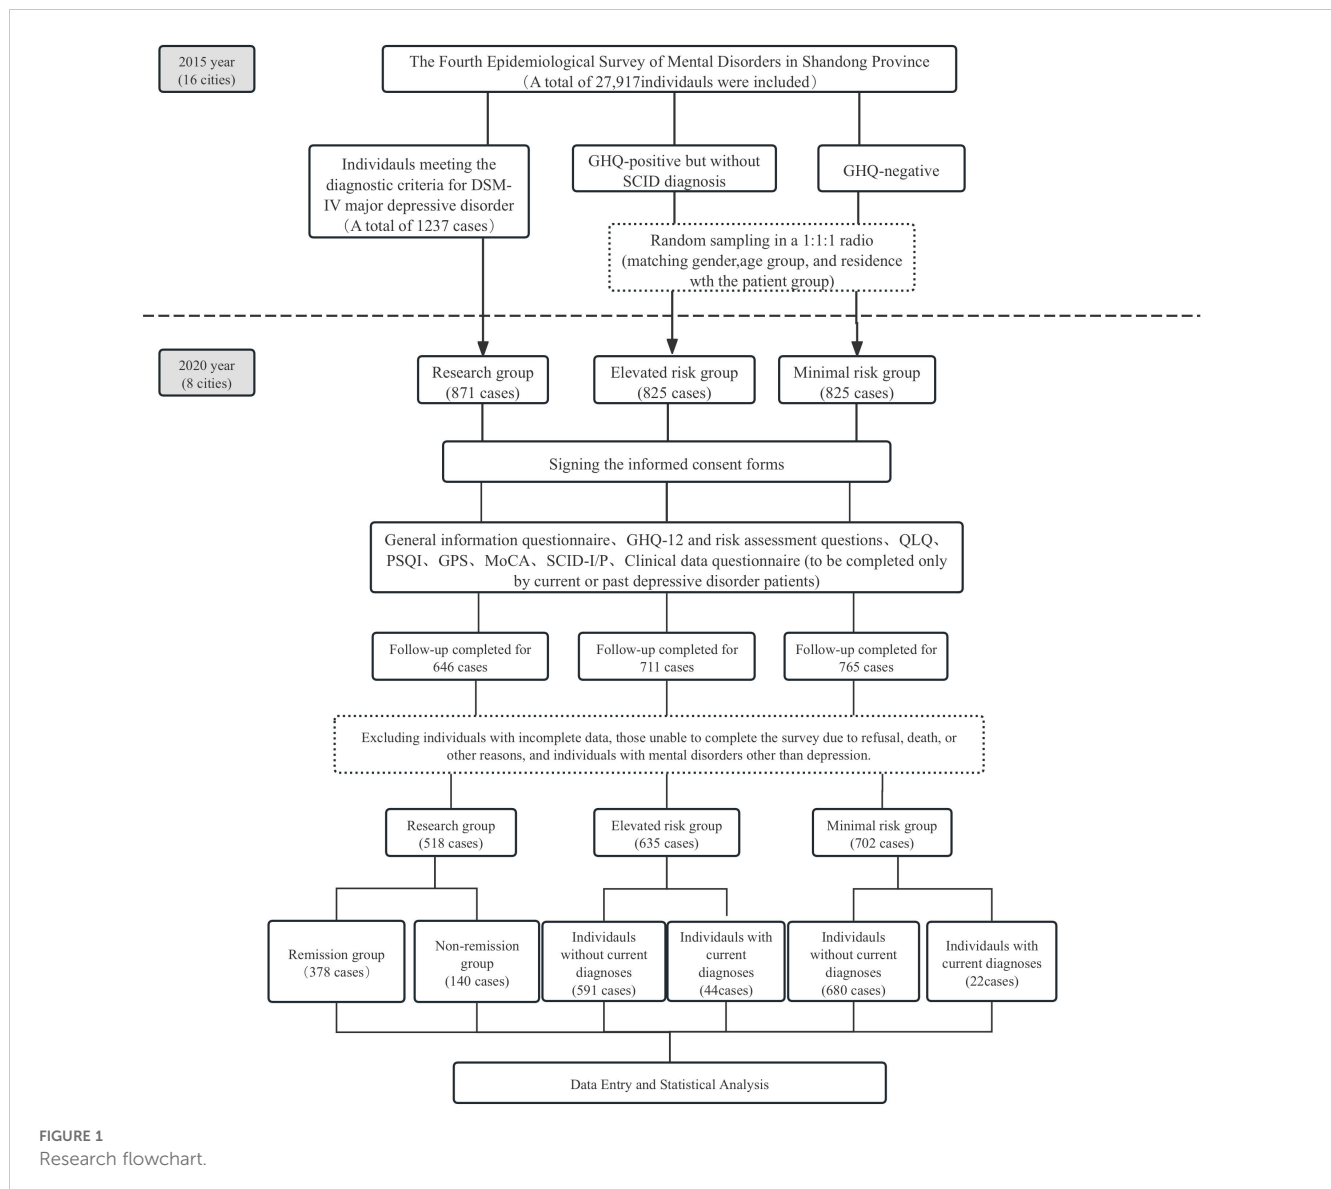 2015 year
(16 cities)
The Fourth Epidemiological Survey of Mental Disorders in Shandong Province
（A total of 27,917individauls were included）
Individauls meeting the
diagnostic criteria for DSM-
IV major depressive disorder
（A total of 1237 cases）
GHQ-positive but without
SCID diagnosis
GHQ-negative
Random sampling in a 1:1:1 radio
(matching gender,age group, and residence
wth the patient group)
2020 year
(8 cities)
Research group
(871 cases)
Elevated risk group
(825 cases)
Minimal risk group
(825 cases)
Signing the informed consent forms
General information questionnaire、GHQ-12 and risk assessment questions、QLQ、
PSQI、GPS、MoCA、SCID-I/P、Clinical data questionnaire (to be completed only
by current or past depressive disorder patients)
Follow-up completed for
646 cases
Follow-up completed for
711 cases
Follow-up completed for
765 cases
Excluding individuals with incomplete data, those unable to complete the survey due to refusal, death, or
other reasons, and individuals with mental disorders other than depression.
Research group
(518 cases)
Elevated risk group
(635 cases)
Minimal risk group
(702 cases)
Remission group
(378 cases）
Non-remission
group
(140 cases)
Individauls
without current
diagnoses
(591 cases)
Individauls with
current
diagnoses
(44cases)
Individauls
without current
diagnoses
(680 cases)
Individauls with
current diagnoses
(22cases)
Data Entry and Statistical Analysis
FIGURE 1
Research flowchart.